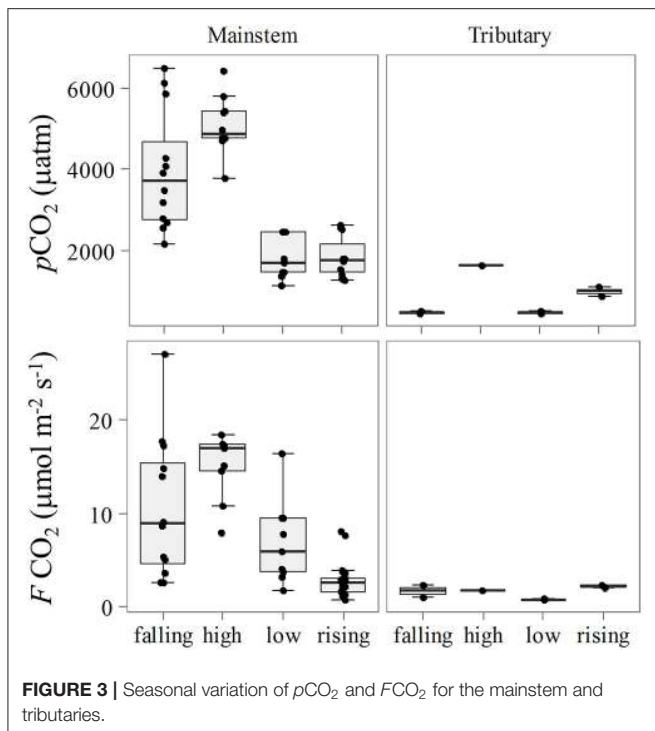 Mainstem Tributary
pCO₂ (µatm)
6000
4000
2000
F CO₂ (µmol m⁻² s⁻¹)
20
10
0
falling high low rising falling high low rising
FIGURE 3 | Seasonal variation of pCO₂ and FCO₂ for the mainstem and
tributaries.